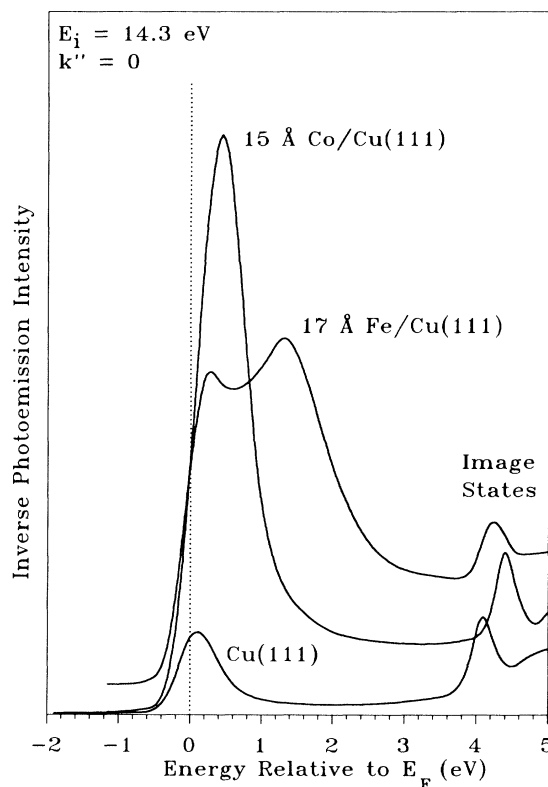 E_i = 14.3 eV
k'' = 0
15 Å Co/Cu(111)
17 Å Fe/Cu(111)
Image
States
Cu(111)
Inverse Photoemission Intensity
−2 −1 0 1 2 3 4 5
Energy Relative to E_F (eV)